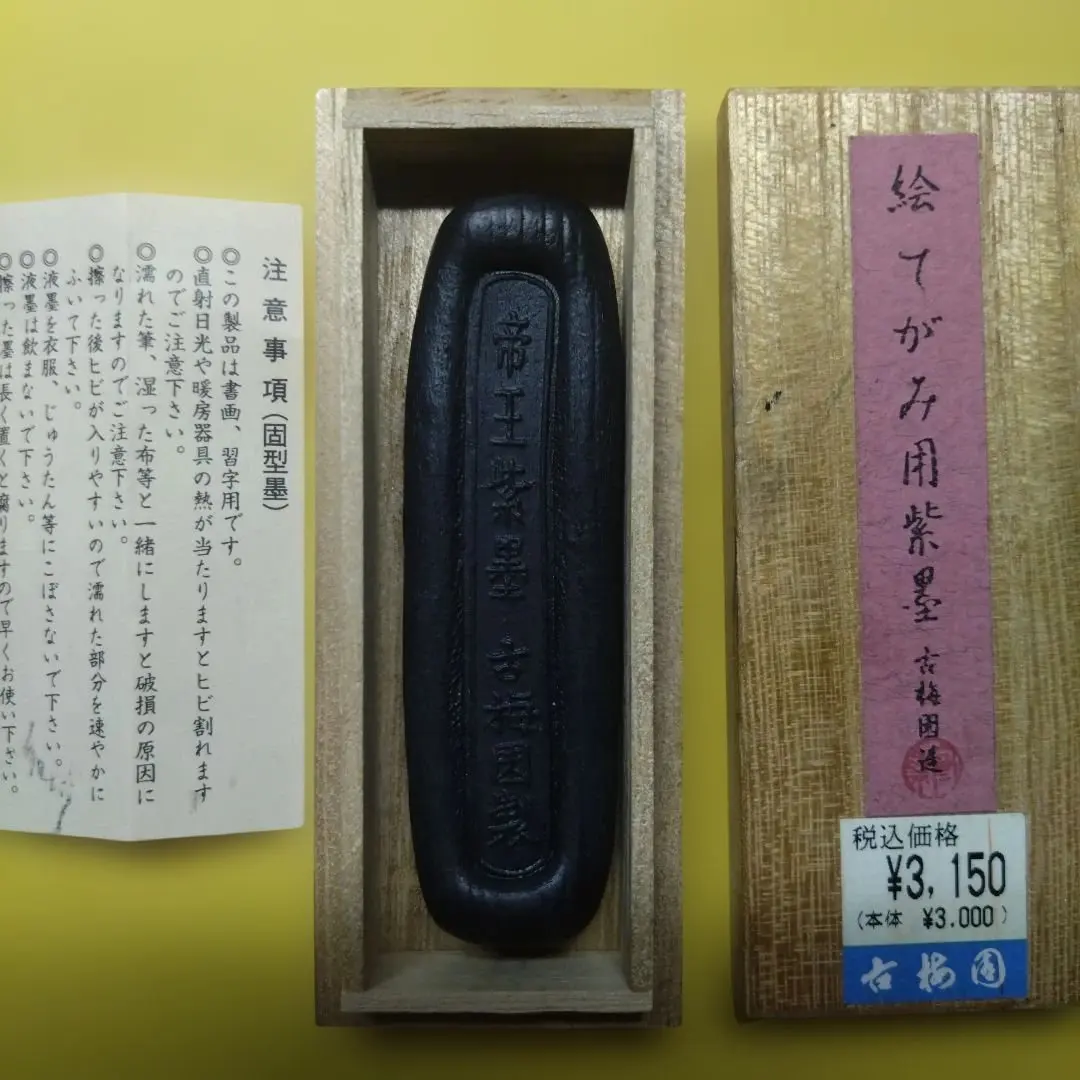 注意事項(固型墨)
◎この製品は書画、習字用です。
◎直射日光や暖房器具の熱が当たりますとヒビ割れます
のでご注意下さい。
◎濡れた筆、湿った布等と一緒にしますと破損の原因に
なりますのでご注意下さい。
◎擦った後ヒビが入りやすいので濡れた部分を速やかに
ふいて下さい。
◎液墨を衣服、じゅうたん等にこぼさないで下さい。
◎液墨は飲まないで下さい。
◎擦った墨は長く置くと腐りますので早くお使い下さい。
帝王紫墨 古梅園製
絵てがみ用紫墨 古梅園造
税込価格
¥3,150
(本体 ¥3.000)
古梅園